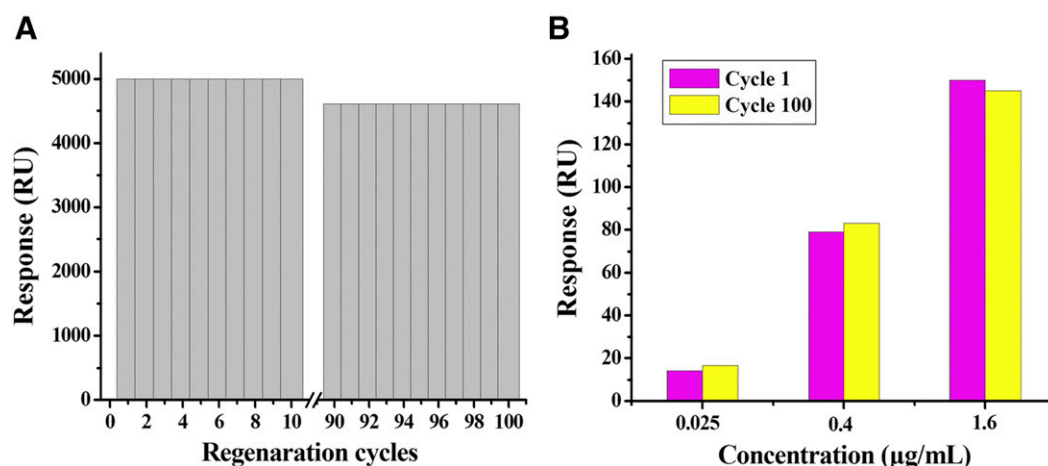 A
Response (RU)
5000
4000
3000
2000
1000
0
0 2 4 6 8 10 90 92 94 96 98 100
Regenaration cycles
B
Response (RU)
160
140
120
100
80
60
40
20
0
Cycle 1
Cycle 100
0.025 0.4 1.6
Concentration (µg/mL)